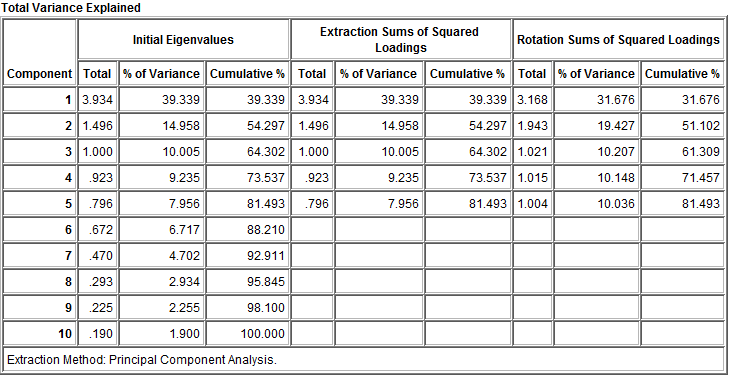 Total Variance Explained
Initial Eigenvalues Extraction Sums of Squared Loadings Rotation Sums of Squared Loadings
Component Total % of Variance Cumulative % Total % of Variance Cumulative % Total % of Variance Cumulative %
1 3.934 39.339 39.339 3.934 39.339 39.339 3.168 31.676 31.676
2 1.496 14.958 54.297 1.496 14.958 54.297 1.943 19.427 51.102
3 1.000 10.005 64.302 1.000 10.005 64.302 1.021 10.207 61.309
4 .923 9.235 73.537 .923 9.235 73.537 1.015 10.148 71.457
5 .796 7.956 81.493 .796 7.956 81.493 1.004 10.036 81.493
6 .672 6.717 88.210
7 .470 4.702 92.911
8 .293 2.934 95.845
9 .225 2.255 98.100
10 .190 1.900 100.000
Extraction Method: Principal Component Analysis.